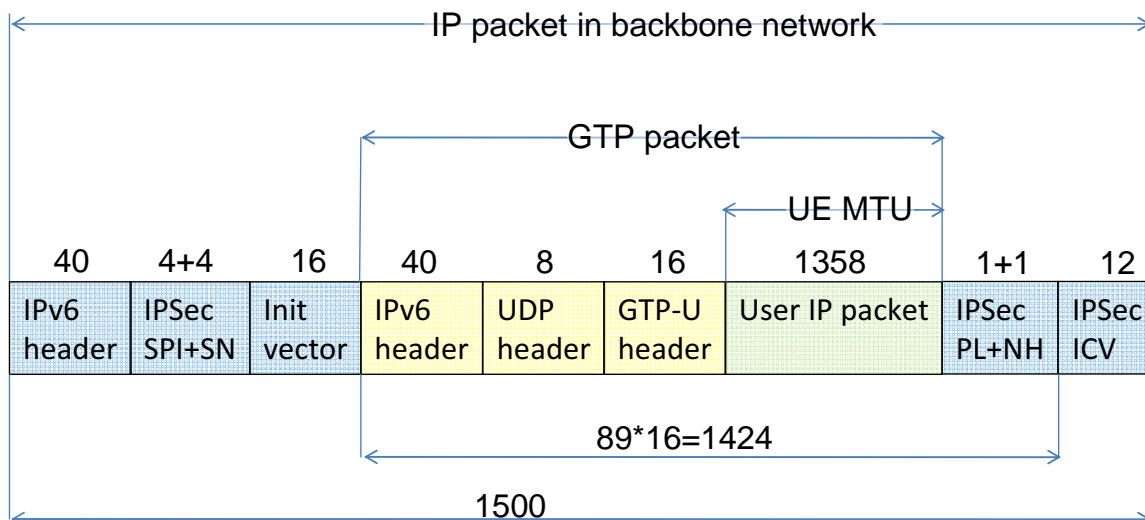 IP packet in backbone network
GTP packet
UE MTU
40 4+4 16 40 8 16 1358 1+1 12
IPv6 IPSec Init IPv6 UDP GTP-U User IP packet IPSec IPSec
header SPI+SN vector header header header PL+NH ICV
89*16=1424
1500